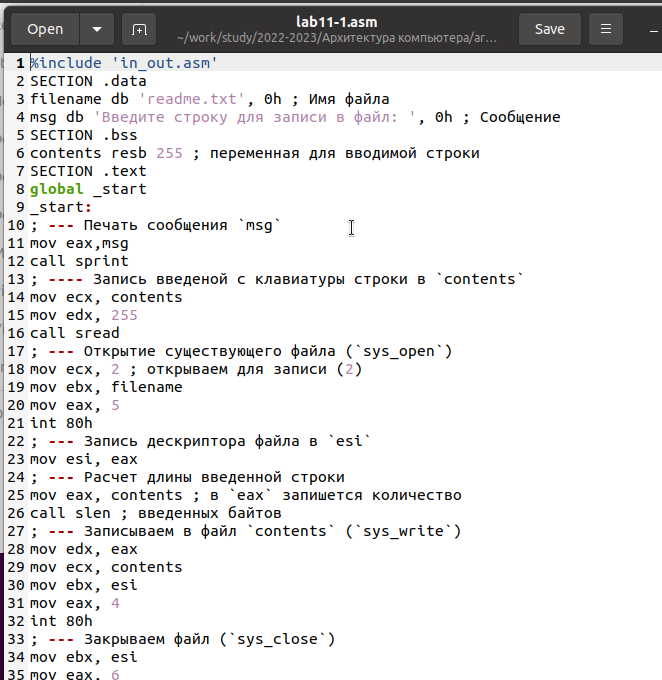 Open
lab11-1.asm
~/work/study/2022-2023/Архитектура компьютера/аг...
Save
1 %include 'in_out.asm'
2 SECTION .data
3 filename db 'readme.txt', 0h ; Имя файла
4 msg db 'Введите строку для записи в файл: ', 0h ; Сообщение
5 SECTION .bss
6 contents resb 255 ; переменная для вводимой строки
7 SECTION .text
8 global _start
9 _start:
10 ; --- Печать сообщения `msg`
11 mov eax,msg
12 call sprint
13 ; ---- Запись введеной с клавиатуры строки в `contents`
14 mov ecx, contents
15 mov edx, 255
16 call sread
17 ; --- Открытие существующего файла (`sys_open`)
18 mov ecx, 2 ; открываем для записи (2)
19 mov ebx, filename
20 mov eax, 5
21 int 80h
22 ; --- Запись дескриптора файла в `esi`
23 mov esi, eax
24 ; --- Расчет длины введенной строки
25 mov eax, contents ; в `eax` запишется количество
26 call slen ; введенных байтов
27 ; --- Записываем в файл `contents` (`sys_write`)
28 mov edx, eax
29 mov ecx, contents
30 mov ebx, esi
31 mov eax, 4
32 int 80h
33 ; --- Закрываем файл (`sys_close`)
34 mov ebx, esi
35 mov eax, 6